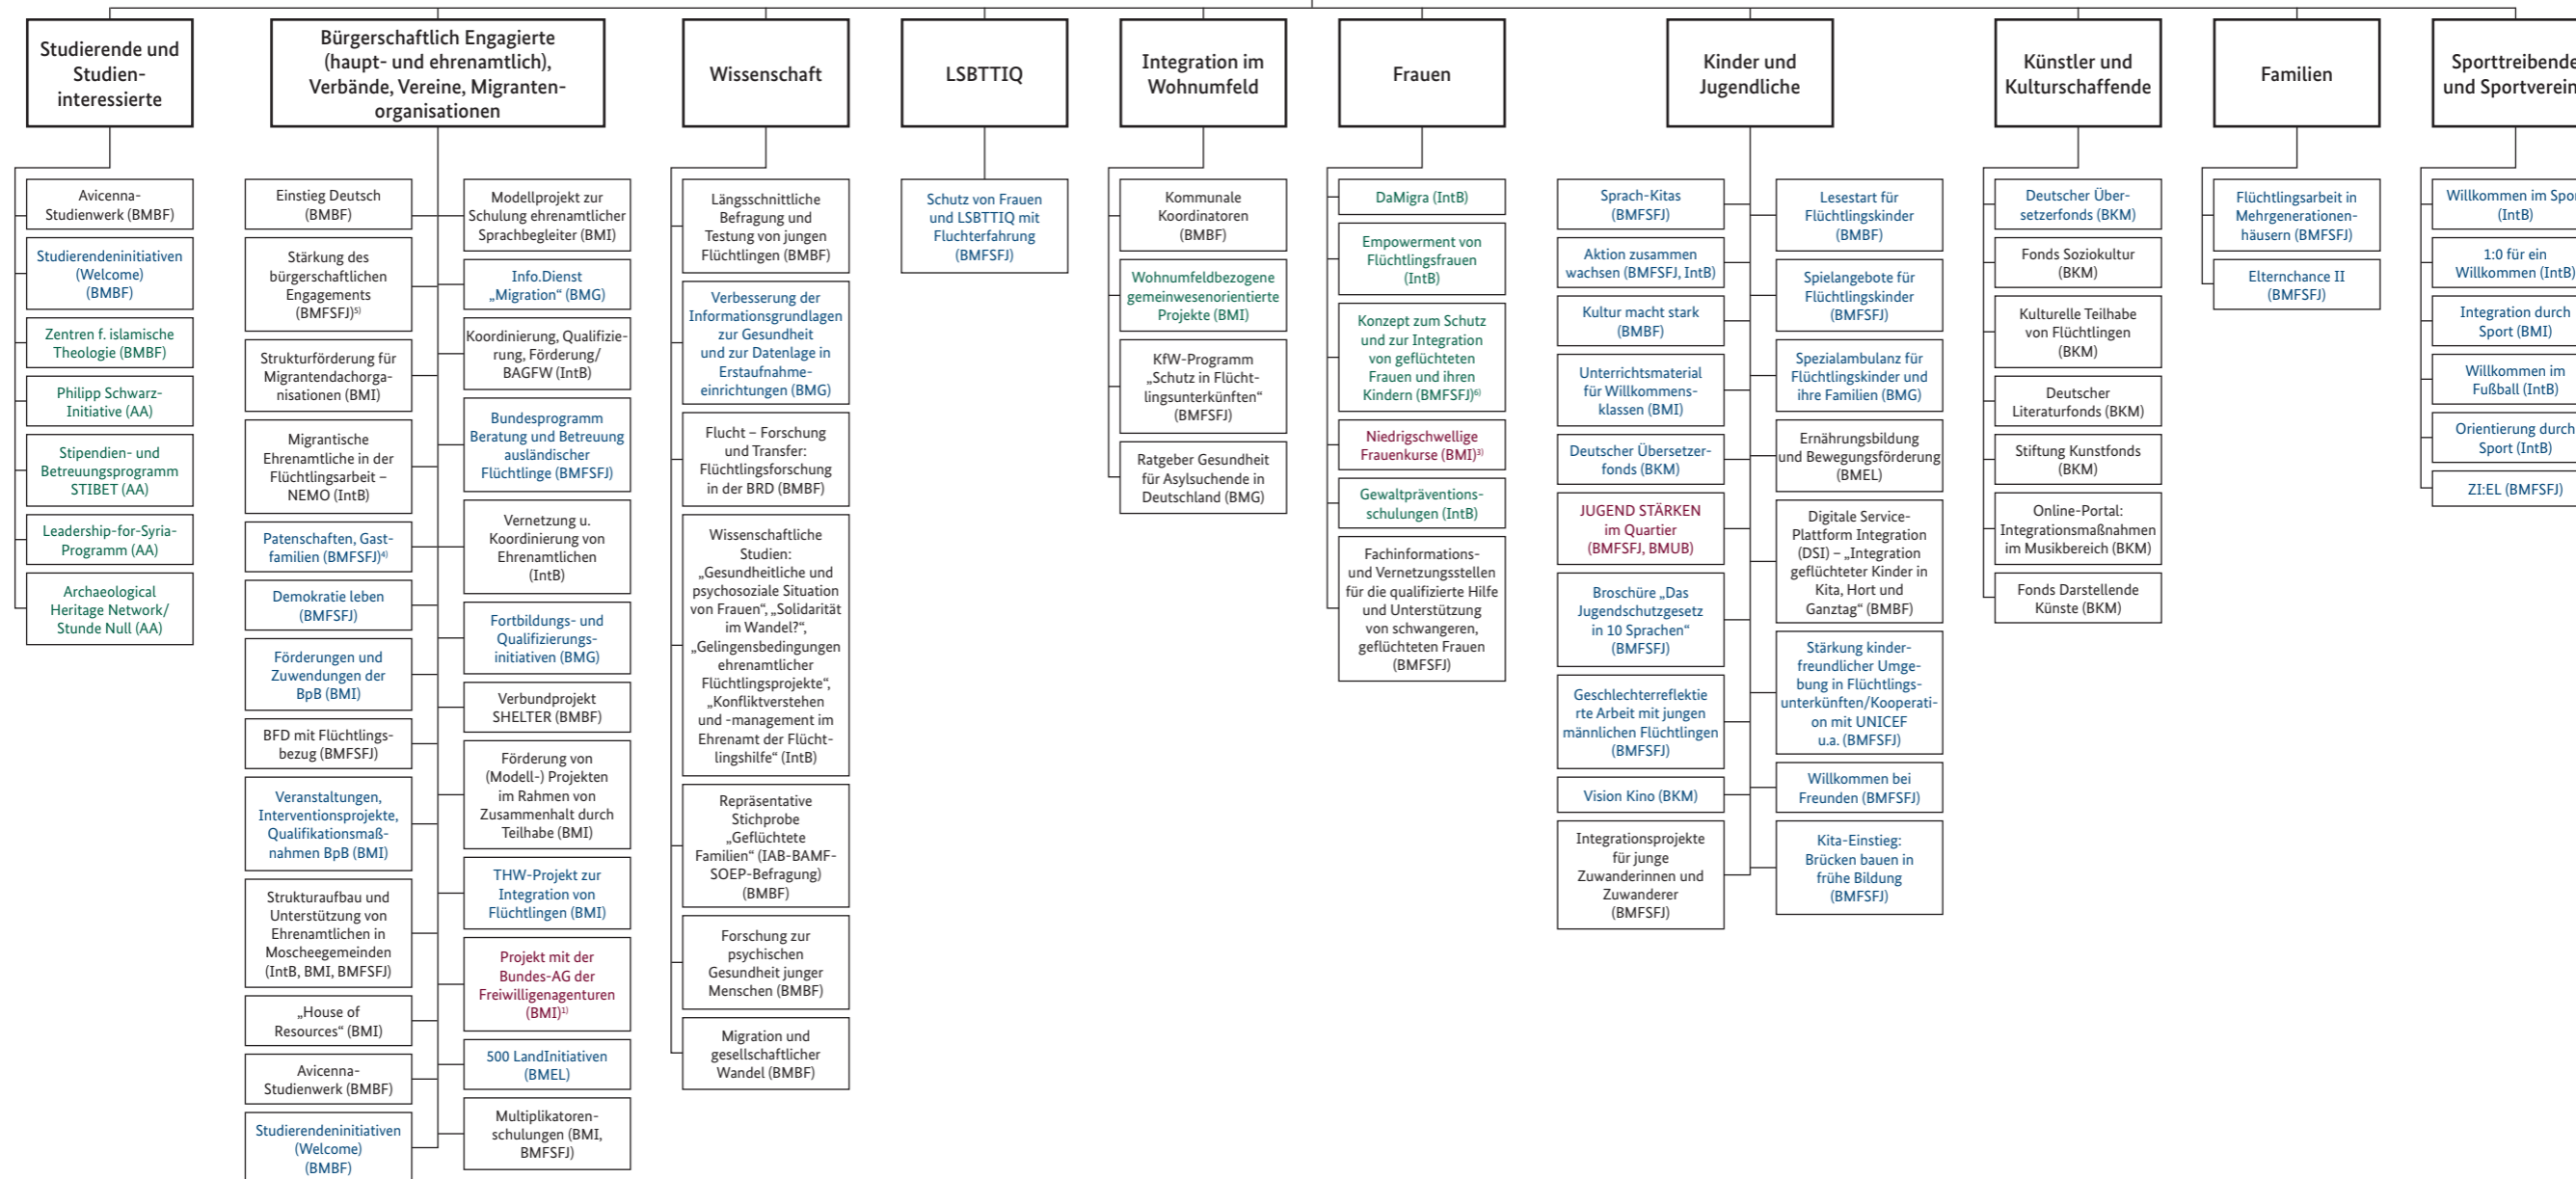 Studierende und
Studien-
interessierte
Avicenna-
Studienwerk (BMBF)
Studierendeninitiativen
(Welcome)
(BMBF)
Zentren f. islamische
Theologie (BMBF)
Philipp Schwarz-
Initiative (AA)
Stipendien- und
Betreuungsprogramm
STIBET (AA)
Leadership-for-Syria-
Programm (AA)
Archaeological
Heritage Network/
Stunde Null (AA)
Bürgerschaftlich Engagierte
(haupt- und ehrenamtlich),
Verbände, Vereine, Migranten-
organisationen
Einstieg Deutsch
(BMBF)
Stärkung des
bürgerschaftlichen
Engagements
(BMFSFJ)⁵⁾
Strukturförderung für
Migrantendachorga-
nisationen (BMI)
Migrantische
Ehrenamtliche in der
Flüchtlingsarbeit –
NEMO (IntB)
Patenschaften, Gast-
familien (BMFSFJ)⁴⁾
Demokratie leben
(BMFSFJ)
Förderungen und
Zuwendungen der
BpB (BMI)
BFD mit Flüchtlings-
bezug (BMFSFJ)
Veranstaltungen,
Interventionsprojekte,
Qualifikationsmaß-
nahmen BpB (BMI)
Strukturaufbau und
Unterstützung von
Ehrenamtlichen in
Moscheegemeinden
(IntB, BMI, BMFSFJ)
„House of
Resources“ (BMI)
Avicenna-
Studienwerk (BMBF)
Studierendeninitiativen
(Welcome)
(BMBF)
Modellprojekt zur
Schulung ehrenamtlicher
Sprachbegleiter (BMI)
Info.Dienst
„Migration“ (BMG)
Koordinierung, Qualifizie-
rung, Förderung/
BAGFW (IntB)
Bundesprogramm
Beratung und Betreuung
ausländischer
Flüchtlinge (BMFSFJ)
Vernetzung u.
Koordinierung von
Ehrenamtlichen
(IntB)
Fortbildungs- und
Qualifizierungs-
initiativen (BMG)
Verbundprojekt
SHELTER (BMBF)
Förderung von
(Modell-) Projekten
im Rahmen von
Zusammenhalt durch
Teilhabe (BMI)
THW-Projekt zur
Integration von
Flüchtlingen (BMI)
Projekt mit der
Bundes-AG der
Freiwilligenagenturen
(BMI)¹⁾
500 LandInitiativen
(BMEL)
Multiplikatoren-
schulungen (BMI,
BMFSFJ)
Wissenschaft
Längsschnittliche
Befragung und
Testung von jungen
Flüchtlingen (BMBF)
Verbesserung der
Informationsgrundlagen
zur Gesundheit
und zur Datenlage in
Erstaufnahme-
einrichtungen (BMG)
Flucht – Forschung
und Transfer:
Flüchtlingsforschung
in der BRD (BMBF)
Wissenschaftliche
Studien:
„Gesundheitliche und
psychosoziale Situation
von Frauen“, „Solidarität
im Wandel?“,
„Gelingensbedingungen
ehrenamtlicher
Flüchtlingsprojekte“,
„Konfliktverstehen
und -management im
Ehrenamt der Flücht-
lingshilfe“ (IntB)
Repräsentative
Stichprobe
„Geflüchtete
Familien“ (IAB-BAMF-
SOEP-Befragung)
(BMBF)
Forschung zur
psychischen
Gesundheit junger
Menschen (BMBF)
Migration und
gesellschaftlicher
Wandel (BMBF)
LSBTTIQ
Schutz von Frauen
und LSBTTIQ mit
Fluchterfahrung
(BMFSFJ)
Integration im
Wohnumfeld
Kommunale
Koordinatoren
(BMBF)
Wohnumfeldbezogene
gemeinwesenorientierte
Projekte (BMI)
KfW-Programm
„Schutz in Flücht-
lingsunterkünften“
(BMFSFJ)
Ratgeber Gesundheit
für Asylsuchende in
Deutschland (BMG)
Frauen
DaMigra (IntB)
Empowerment von
Flüchtlingsfrauen
(IntB)
Konzept zum Schutz
und zur Integration
von geflüchteten
Frauen und ihren
Kindern (BMFSFJ)⁶⁾
Niedrigschwellige
Frauenkurse (BMI)³⁾
Gewaltpräventions-
schulungen (IntB)
Fachinformations-
und Vernetzungsstellen
für die qualifizierte Hilfe
und Unterstützung
von schwangeren,
geflüchteten Frauen
(BMFSFJ)
Kinder und
Jugendliche
Sprach-Kitas
(BMFSFJ)
Aktion zusammen
wachsen (BMFSFJ, IntB)
Kultur macht stark
(BMBF)
Unterrichtsmaterial
für Willkommens-
klassen (BMI)
Deutscher Übersetzer-
fonds (BKM)
JUGEND STÄRKEN
im Quartier
(BMFSFJ, BMUB)
Broschüre „Das
Jugendschutzgesetz
in 10 Sprachen“
(BMFSFJ)
Geschlechterreflektie
rte Arbeit mit jungen
männlichen Flüchtlingen
(BMFSFJ)
Vision Kino (BKM)
Integrationsprojekte
für junge
Zuwanderinnen und
Zuwanderer
(BMFSFJ)
Lesestart für
Flüchtlingskinder
(BMBF)
Spielangebote für
Flüchtlingskinder
(BMFSFJ)
Spezialambulanz für
Flüchtlingskinder und
ihre Familien (BMG)
Ernährungsbildung
und Bewegungsförderung
(BMEL)
Digitale Service-
Plattform Integration
(DSI) – „Integration
geflüchteter Kinder in
Kita, Hort und
Ganztag“ (BMBF)
Stärkung kinder-
freundlicher Umge-
bung in Flüchtlings-
unterkünften/Kooperati-
on mit UNICEF
u.a. (BMFSFJ)
Willkommen bei
Freunden (BMFSFJ)
Kita-Einstieg:
Brücken bauen in
frühe Bildung
(BMFSFJ)
Künstler und
Kulturschaffende
Deutscher Über-
setzerfonds (BKM)
Fonds Soziokultur
(BKM)
Kulturelle Teilhabe
von Flüchtlingen
(BKM)
Deutscher
Literaturfonds (BKM)
Stiftung Kunstfonds
(BKM)
Online-Portal:
Integrationsmaßnahmen
im Musikbereich (BKM)
Fonds Darstellende
Künste (BKM)
Familien
Flüchtlingsarbeit in
Mehrgenerationen-
häusern (BMFSFJ)
Elternchance II
(BMFSFJ)
Sporttreibende
und Sportverein
Willkommen im Spor
(IntB)
1:0 für ein
Willkommen (IntB)
Integration durch
Sport (BMI)
Willkommen im
Fußball (IntB)
Orientierung durch
Sport (IntB)
ZI:EL (BMFSFJ)